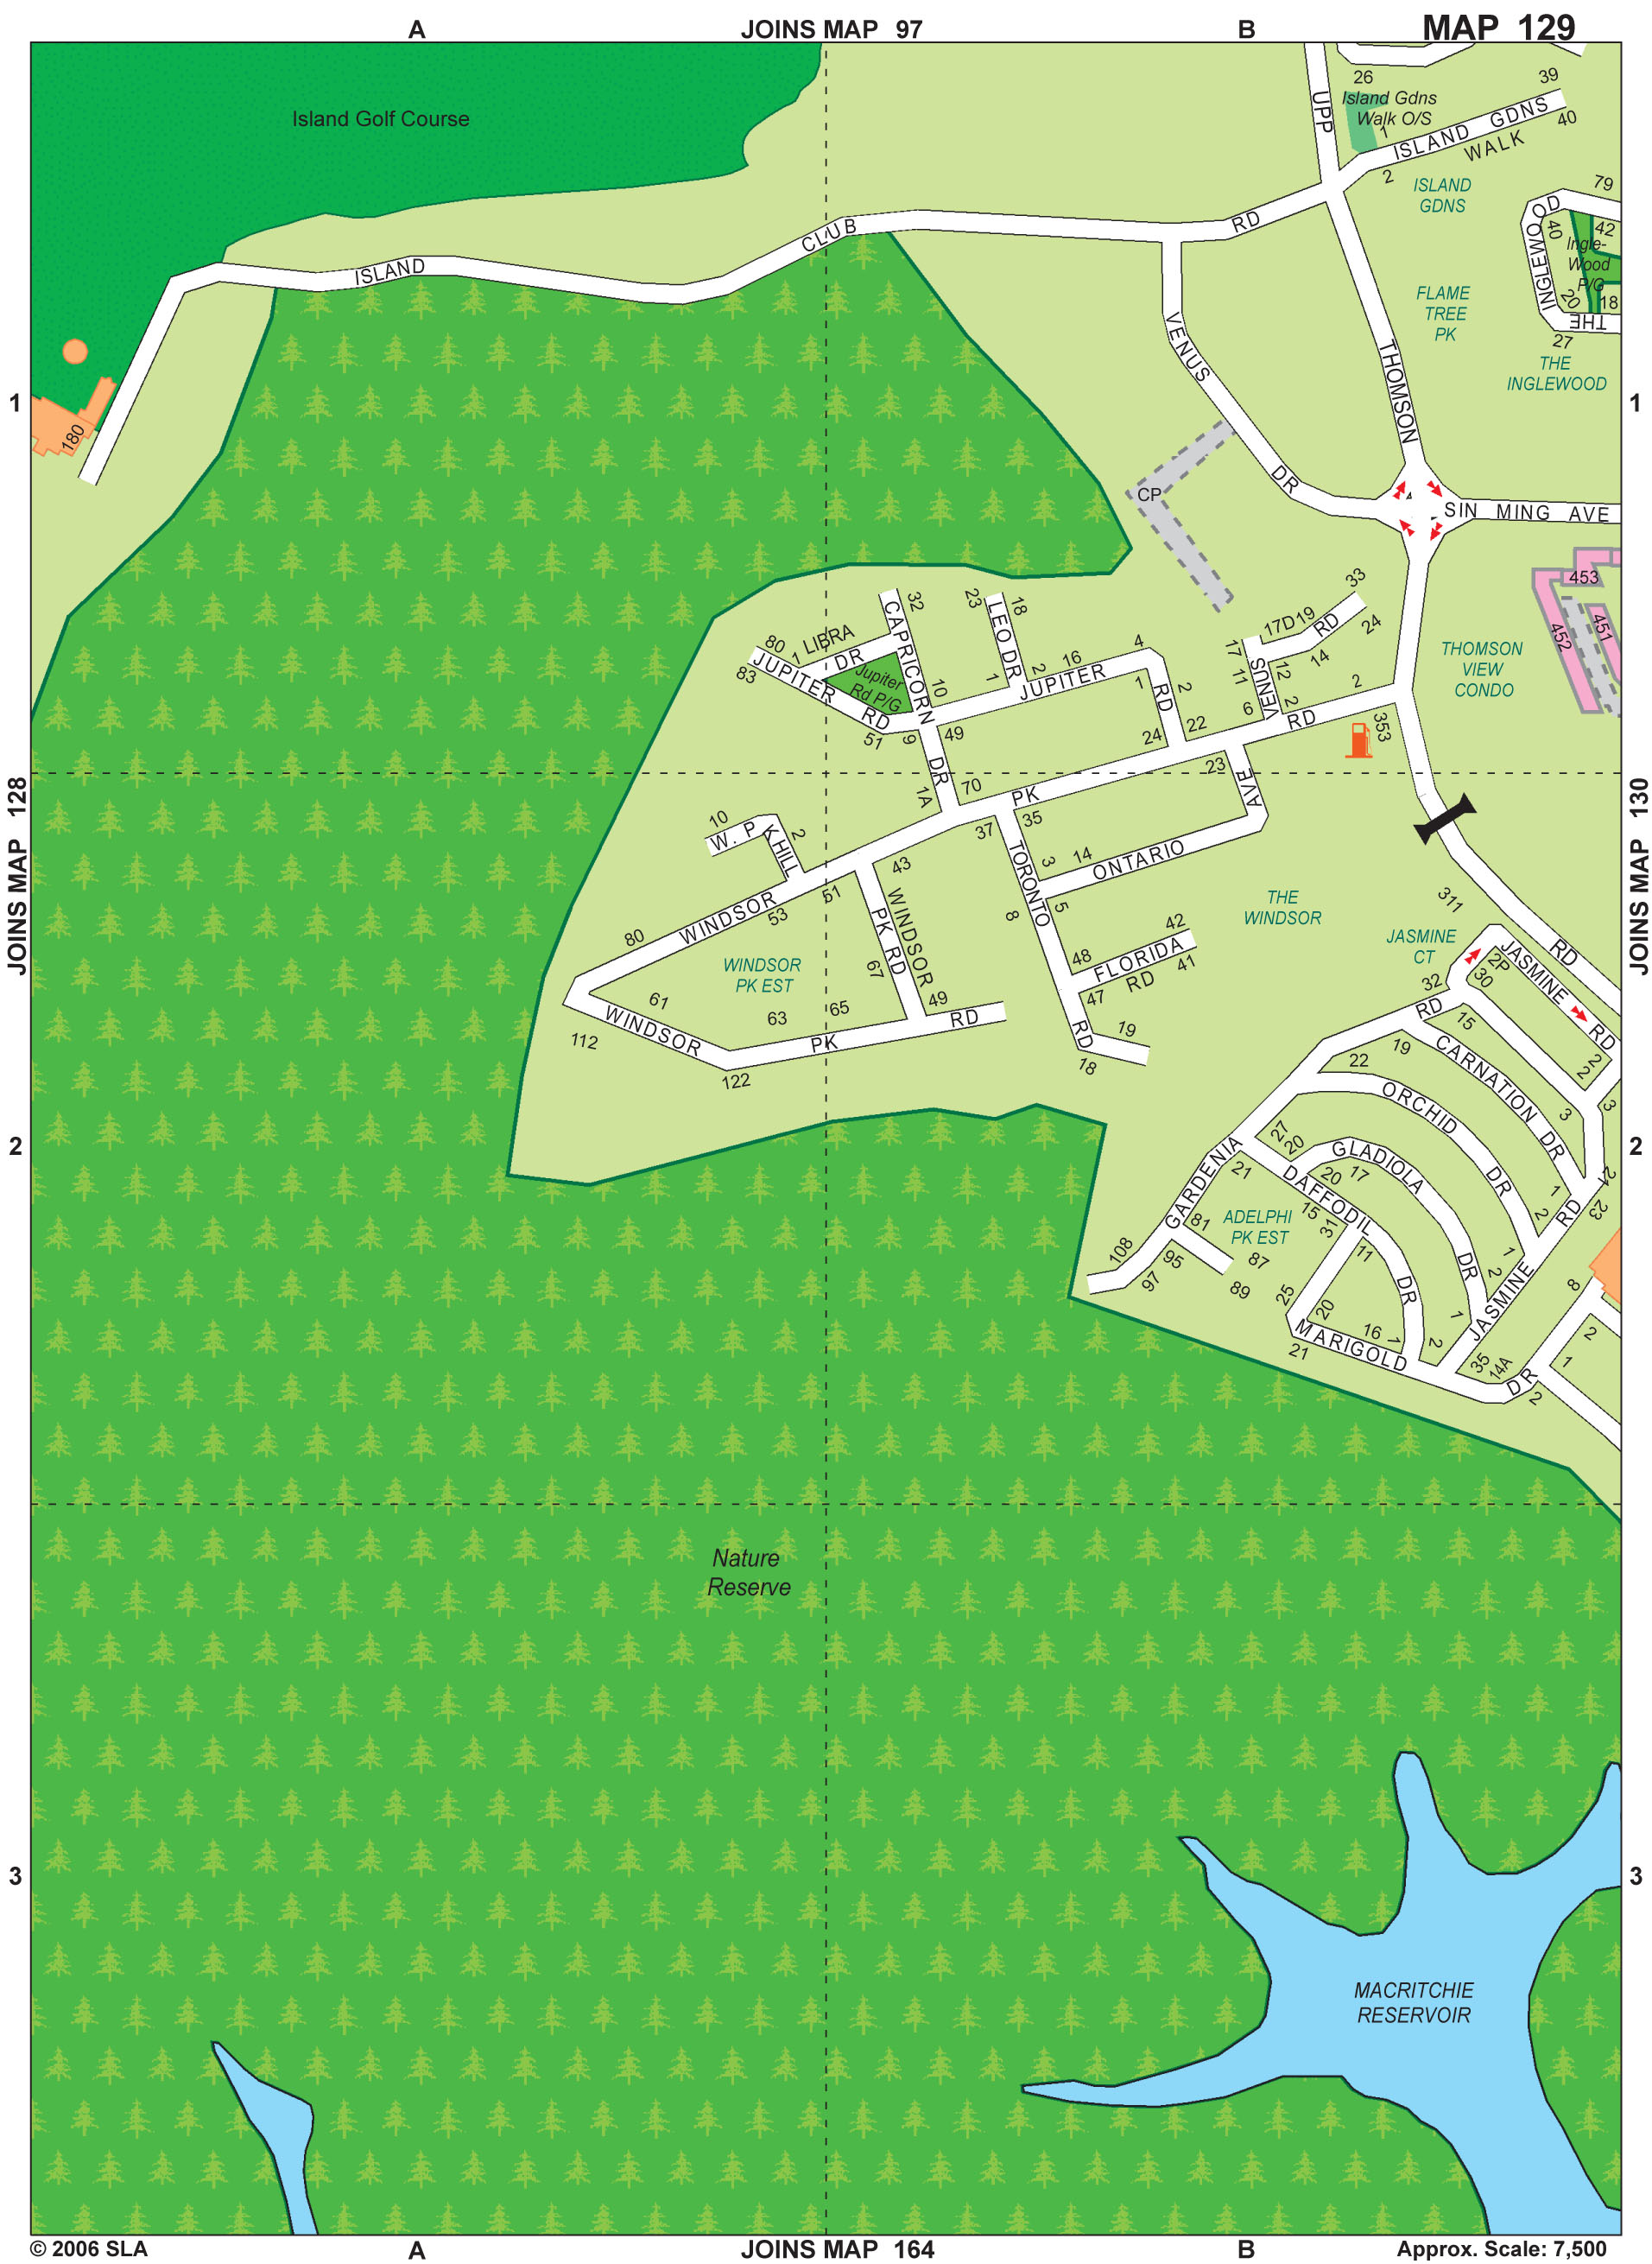 A
JOINS MAP 97
B
MAP 129
Island Golf Course
UPP
26
39
Island Gdns
Walk O/S
1
ISLAND GDNS
WALK
40
2
ISLAND
GDNS
79
INGLEWOOD
40
42
Ingle-
Wood
P/G
20
18
THE
27
CLUB
RD
ISLAND
FLAME
TREE
PK
VENUS
THOMSON
THE
INGLEWOOD
1
1
180
DR
CP
SIN MING AVE
453
452
451
33
32
23
18
CAPRICORN
LEO DR
17D19
RD
24
80
1
LIBRA
DR
JUPITER
83
Jupiter
Rd P/G
10
1
2
16
JUPITER
4
1
RD
2
17
11
VENUS
12
14
2
THOMSON
VIEW
CONDO
RD
51
9
49
DR
24
22
6
RD
2
353
23
1A
70
PK
AVE
JOINS MAP 128
JOINS MAP 130
10
W. PK HILL
2
37
35
43
TORONTO
3
14
ONTARIO
51
53
WINDSOR
80
WINDSOR
PK RD
67
8
5
THE
WINDSOR
311
JASMINE
CT
RD
42
48
FLORIDA
RD
41
47
WINDSOR
PK EST
61
63
65
49
RD
PK
WINDSOR
112
122
RD
19
18
2P
JASMINE
RD
30
32
RD
15
2
2
19
CARNATION
DR
3
3
22
ORCHID
DR
2
27
20
GLADIOLA
20
17
DR
GARDENIA
21
DAFFODIL
15
31
11
DR
21
23
1
2
RD
1
2
JASMINE
1
ADELPHI
PK EST
81
87
89
95
97
108
25
20
MARIGOLD
16
1
2
21
35
14A
DR
2
8
2
1
Nature
Reserve
3
3
MACRITCHIE
RESERVOIR
© 2006 SLA
A
JOINS MAP 164
B
Approx. Scale: 7,500